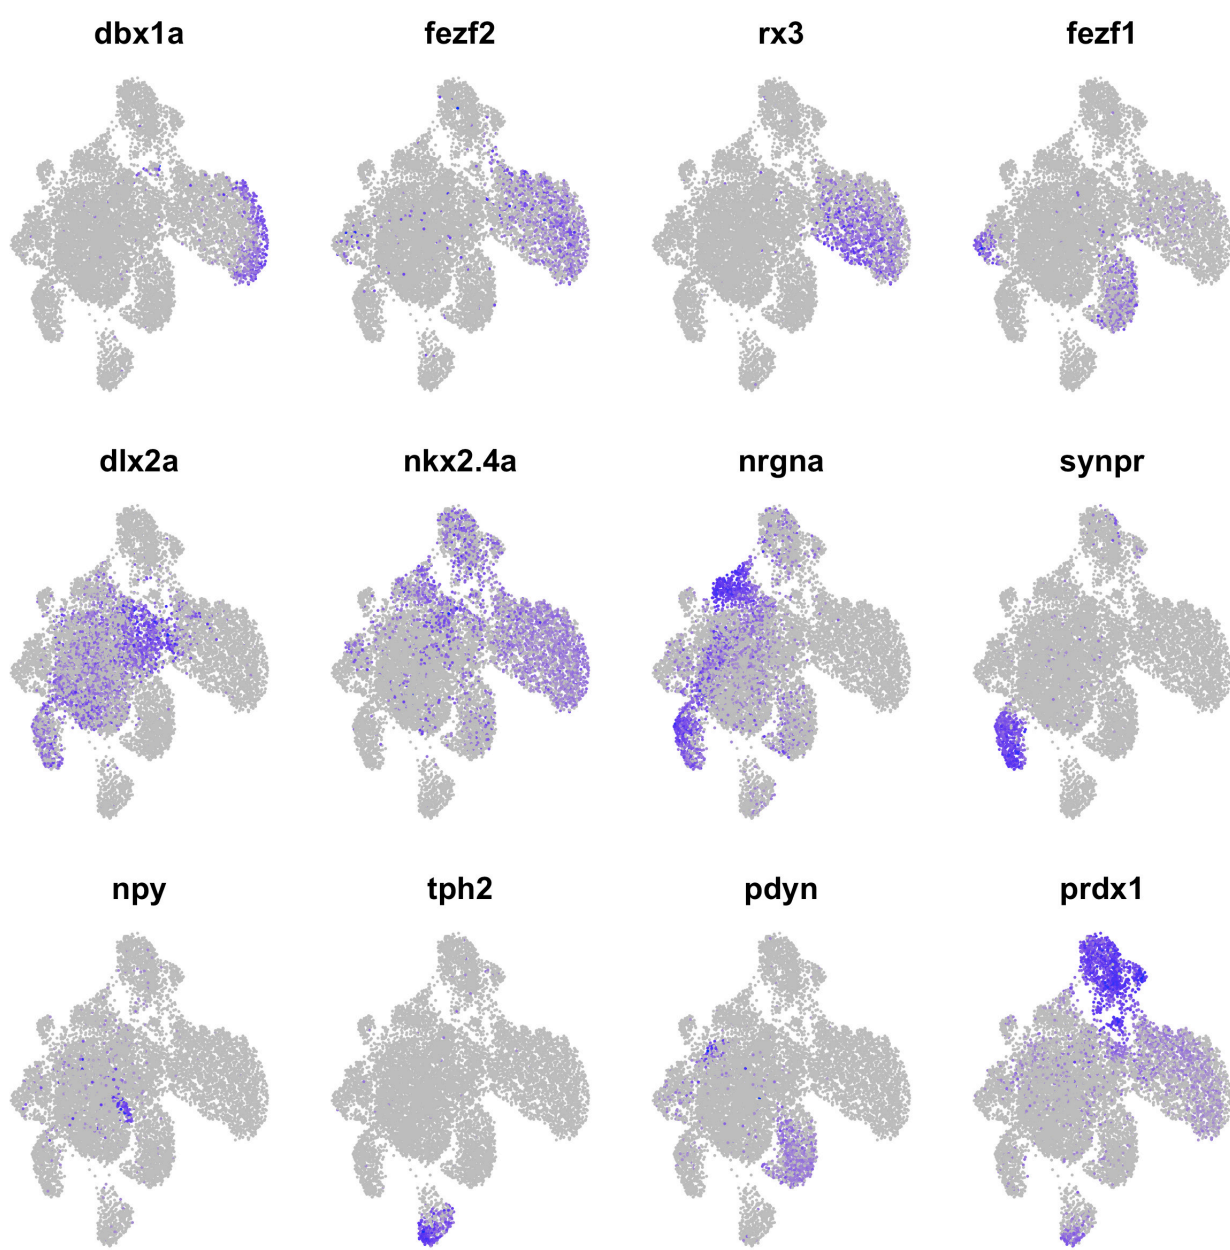 dbx1a fezf2 rx3 fezf1
dlx2a nkx2.4a nrgna synpr
npy tph2 pdyn prdx1